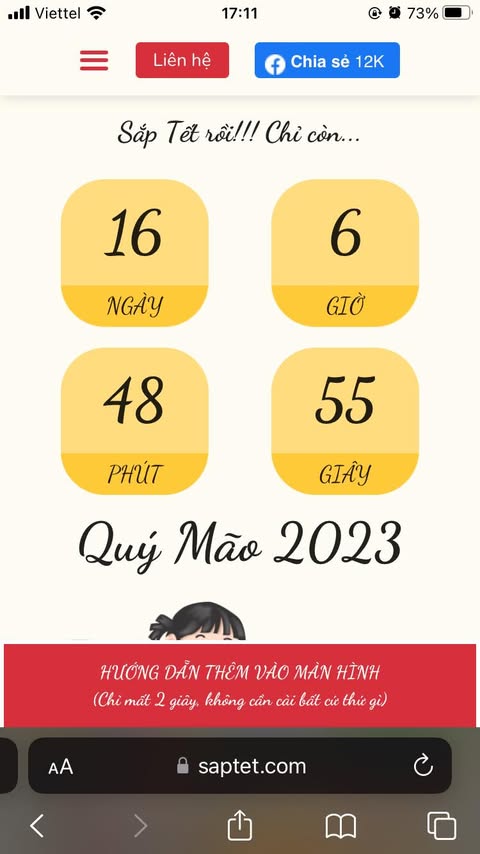 Viettel 17:11 73%
Liên hệ Chia sẻ 12K
Sắp Tết rồi!!! Chỉ còn...
16 6
NGÀY GIỜ
48 55
PHÚT GIÂY
Quý Mão 2023
HƯỚNG DẪN THÊM VÀO MÀN HÌNH
(Chỉ mất 2 giây, không cần cài bất cứ thứ gì)
AA saptet.com